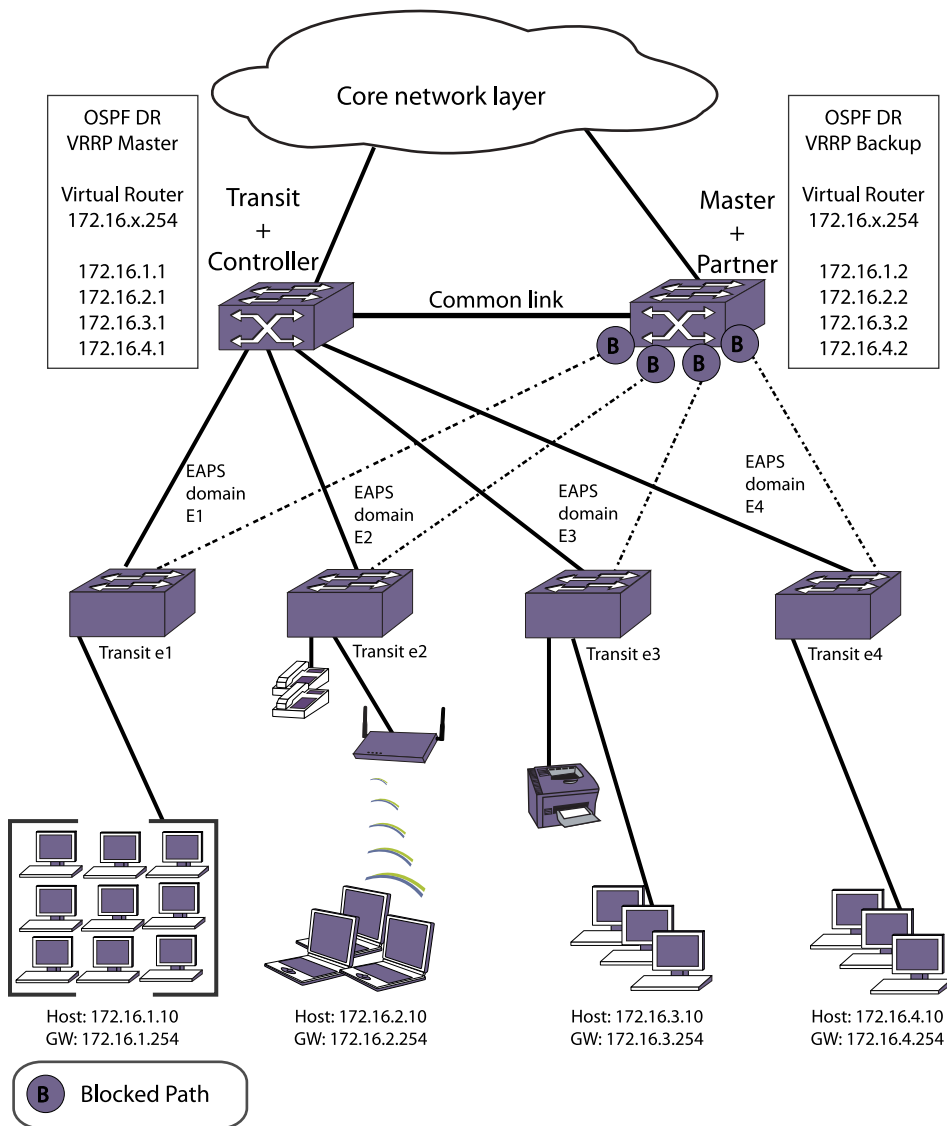 Core network layer
OSPF DR
VRRP Master
Virtual Router
172.16.x.254
172.16.1.1
172.16.2.1
172.16.3.1
172.16.4.1
Transit
+
Controller
Common link
Master
+
Partner
OSPF DR
VRRP Backup
Virtual Router
172.16.x.254
172.16.1.2
172.16.2.2
172.16.3.2
172.16.4.2
B
B
B
B
EAPS
domain
E1
EAPS
domain
E2
EAPS
domain
E3
EAPS
domain
E4
Transit e1
Transit e2
Transit e3
Transit e4
Host: 172.16.1.10
GW: 172.16.1.254
Host: 172.16.2.10
GW: 172.16.2.254
Host: 172.16.3.10
GW: 172.16.3.254
Host: 172.16.4.10
GW: 172.16.4.254
B Blocked Path